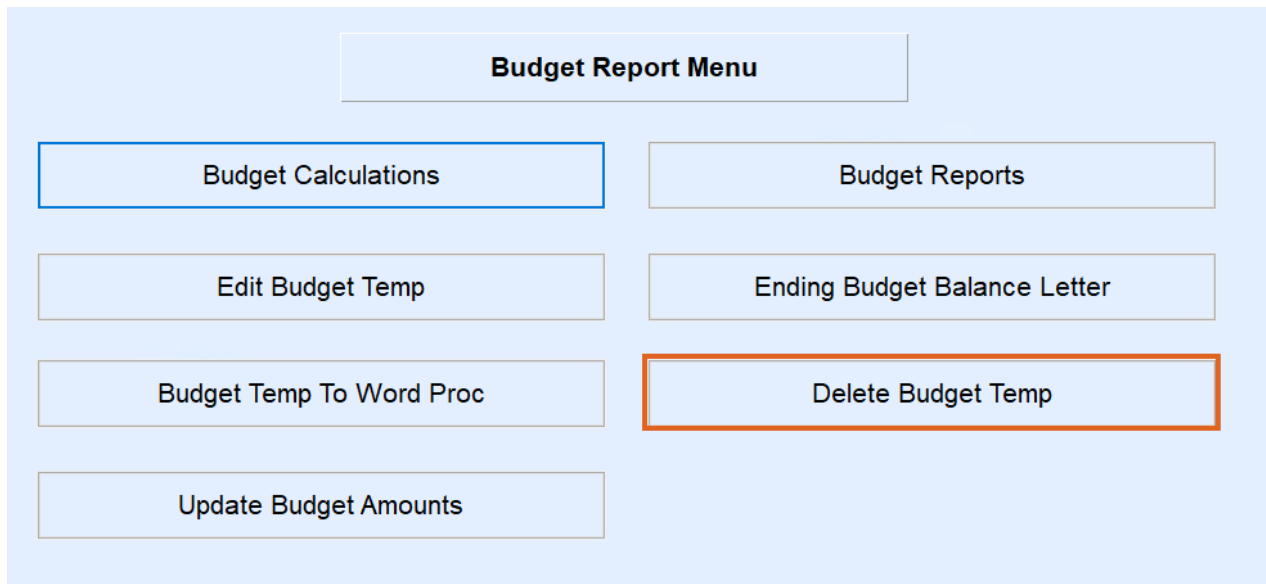 Budget Report Menu
Budget Calculations
Budget Reports
Edit Budget Temp
Ending Budget Balance Letter
Budget Temp To Word Proc
Delete Budget Temp
Update Budget Amounts